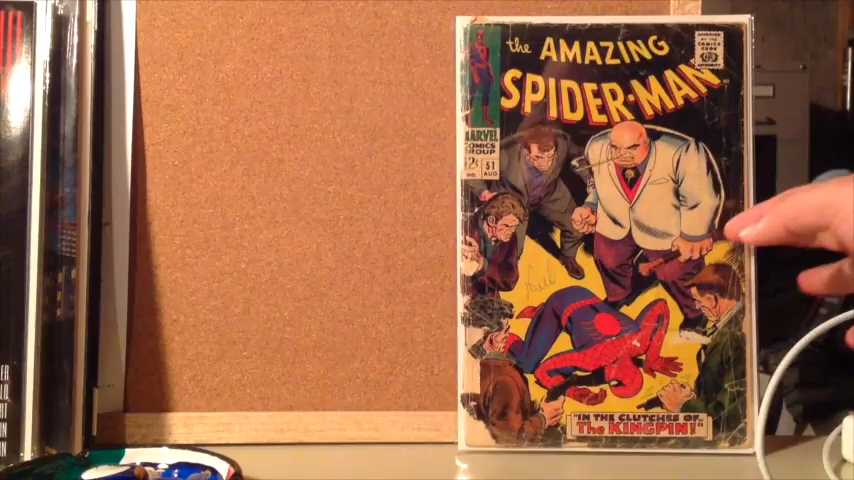 the AMAZING
SPIDER-MAN
APPROVED
BY THE
COMICS
CODE
AUTHORITY
MARVEL
COMICS
GROUP
12¢
IND.
51
AUG
"IN THE CLUTCHES OF..
The KINGPIN!"